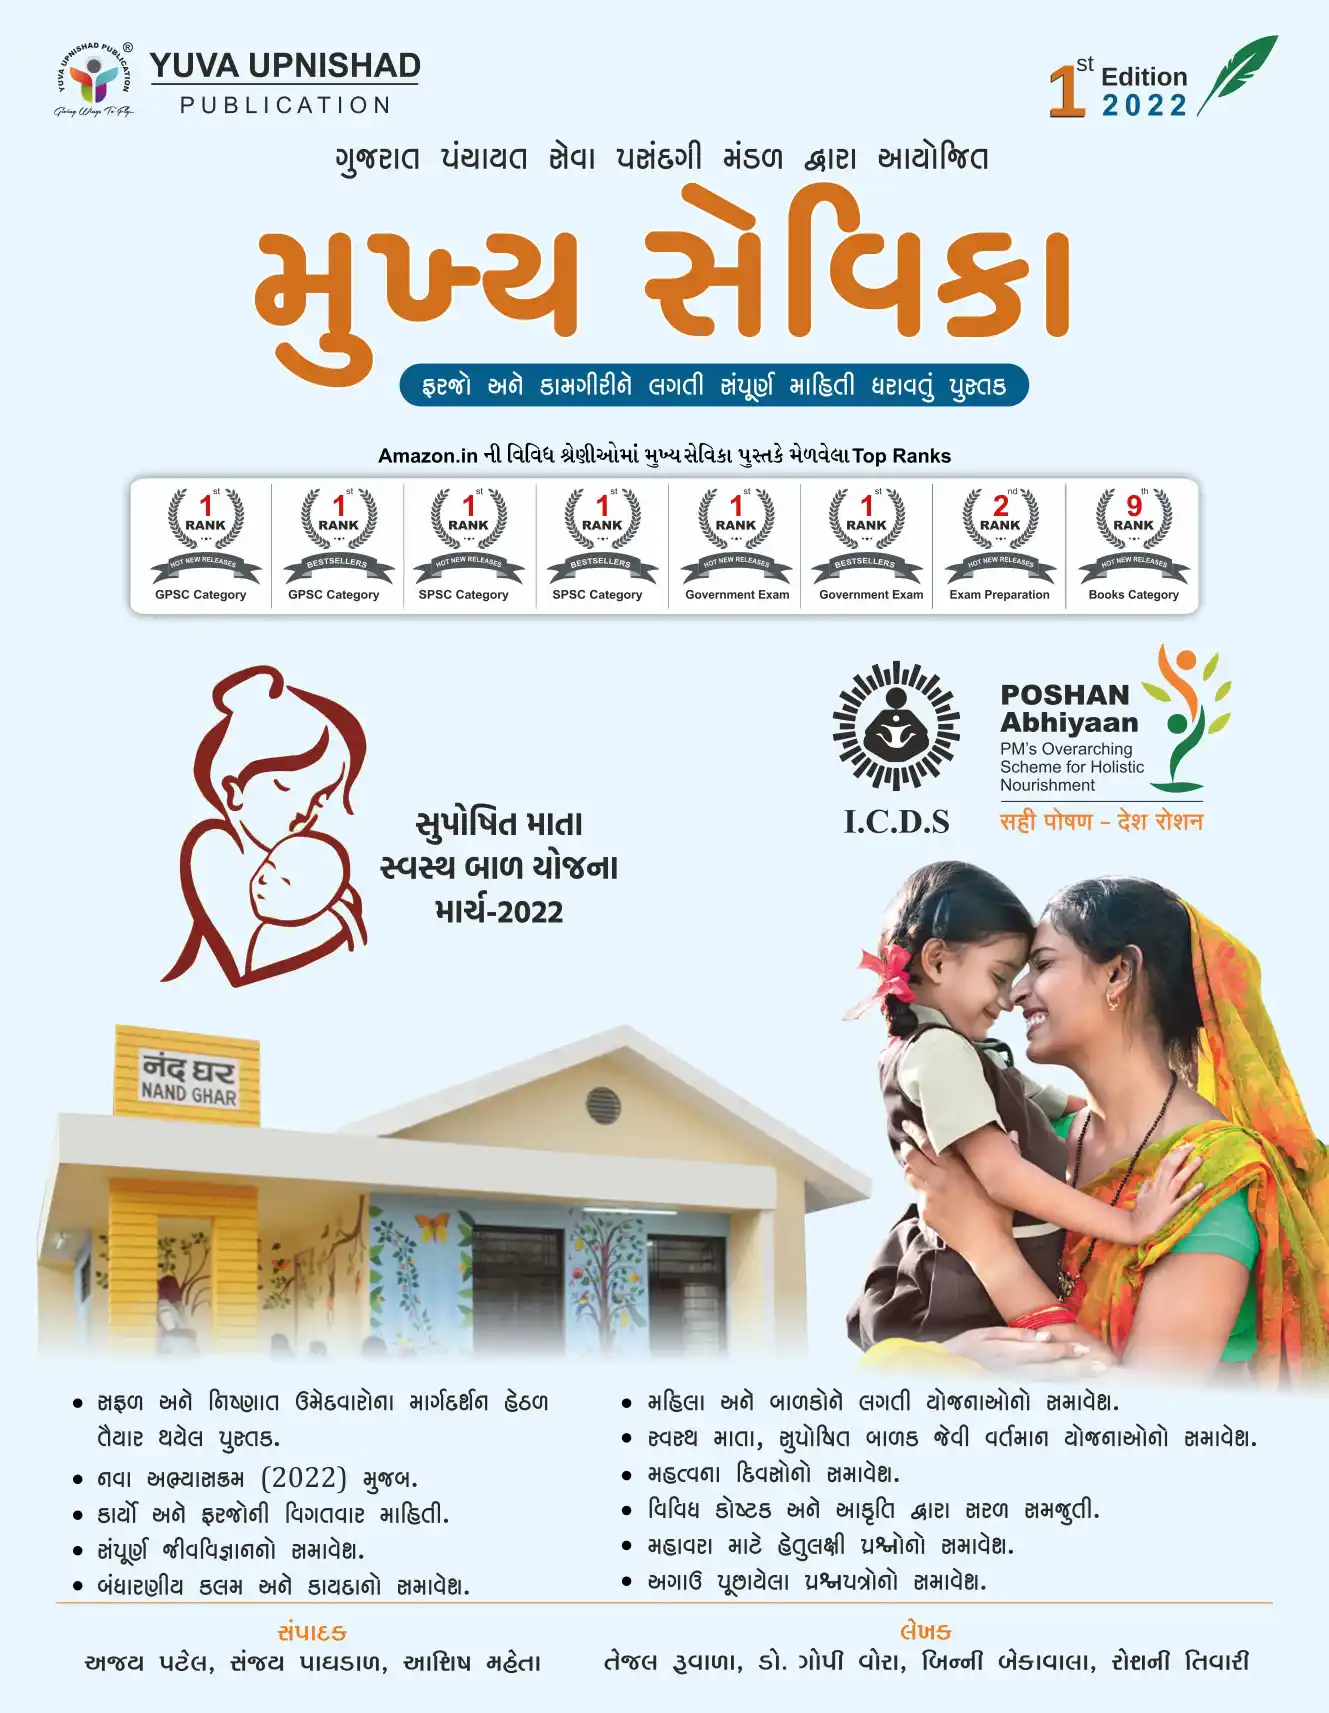 YUVA UPNISHAD PUBLICATION
®
Giving Wings To Fly...
YUVA UPNISHAD
PUBLICATION
1st Edition
2022
ગુજરાત પંચાયત સેવા પસંદગી મંડળ દ્વારા આયોજિત
મુખ્ય સેવિકા
ફરજો અને કામગીરીને લગતી સંપૂર્ણ માહિતી ધરાવતું પુસ્તક
Amazon.in ની વિવિધ શ્રેણીઓમાં મુખ્ય સેવિકા પુસ્તકે મેળવેલા Top Ranks
1st RANK HOT NEW RELEASES GPSC Category
1st RANK BESTSELLERS GPSC Category
1st RANK HOT NEW RELEASES SPSC Category
1st RANK BESTSELLERS SPSC Category
1st RANK HOT NEW RELEASES Government Exam
1st RANK BESTSELLERS Government Exam
2nd RANK HOT NEW RELEASES Exam Preparation
9th RANK HOT NEW RELEASES Books Category
સુપોષિત માતા
સ્વસ્થ બાળ યોજના
માર્ચ-2022
I.C.D.S
POSHAN
Abhiyaan
PM's Overarching
Scheme for Holistic
Nourishment
सही पोषण – देश रोशन
નંદ ઘર
NAND GHAR
• સફળ અને નિષ્ણાત ઉમેદવારોના માર્ગદર્શન હેઠળ
તૈયાર થયેલ પુસ્તક.
• નવા અભ્યાસક્રમ (2022) મુજબ.
• કાર્યો અને ફરજોની વિગતવાર માહિતી.
• સંપૂર્ણ જીવવિજ્ઞાનનો સમાવેશ.
• બંધારણીય કલમ અને કાયદાનો સમાવેશ.
• મહિલા અને બાળકોને લગતી યોજનાઓનો સમાવેશ.
• સ્વસ્થ માતા, સુપોષિત બાળક જેવી વર્તમાન યોજનાઓનો સમાવેશ.
• મહત્વના દિવસોનો સમાવેશ.
• વિવિધ કોષ્ટક અને આકૃતિ દ્વારા સરળ સમજુતી.
• મહાવરા માટે હેતુલક્ષી પ્રશ્નોનો સમાવેશ.
• અગાઉ પૂછાયેલા પ્રશ્નપત્રોનો સમાવેશ.
સંપાદક
અજય પટેલ, સંજય પાઘડાળ, આશિષ મહેતા
લેખક
તેજલ રૂવાળા, ડો. ગોપી વોરા, બિન્ની બેકાવાલા, રોશની તિવારી